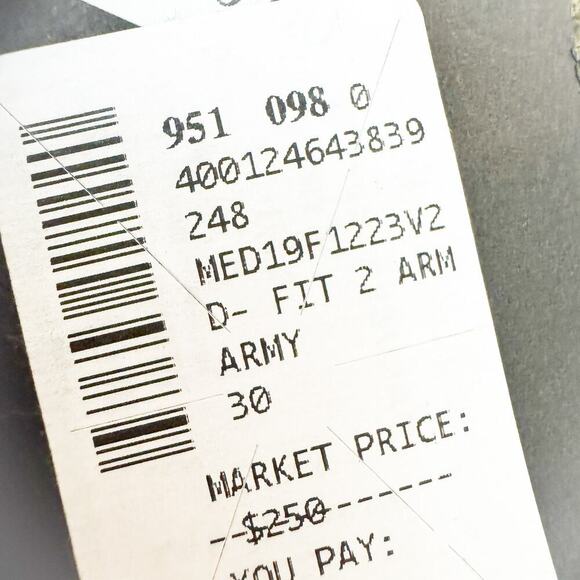 951 098 0
400124643839
248
MED19F1223V2
D- FIT 2 ARM
ARMY
30
MARKET PRICE:
--$250-------
YOU PAY: